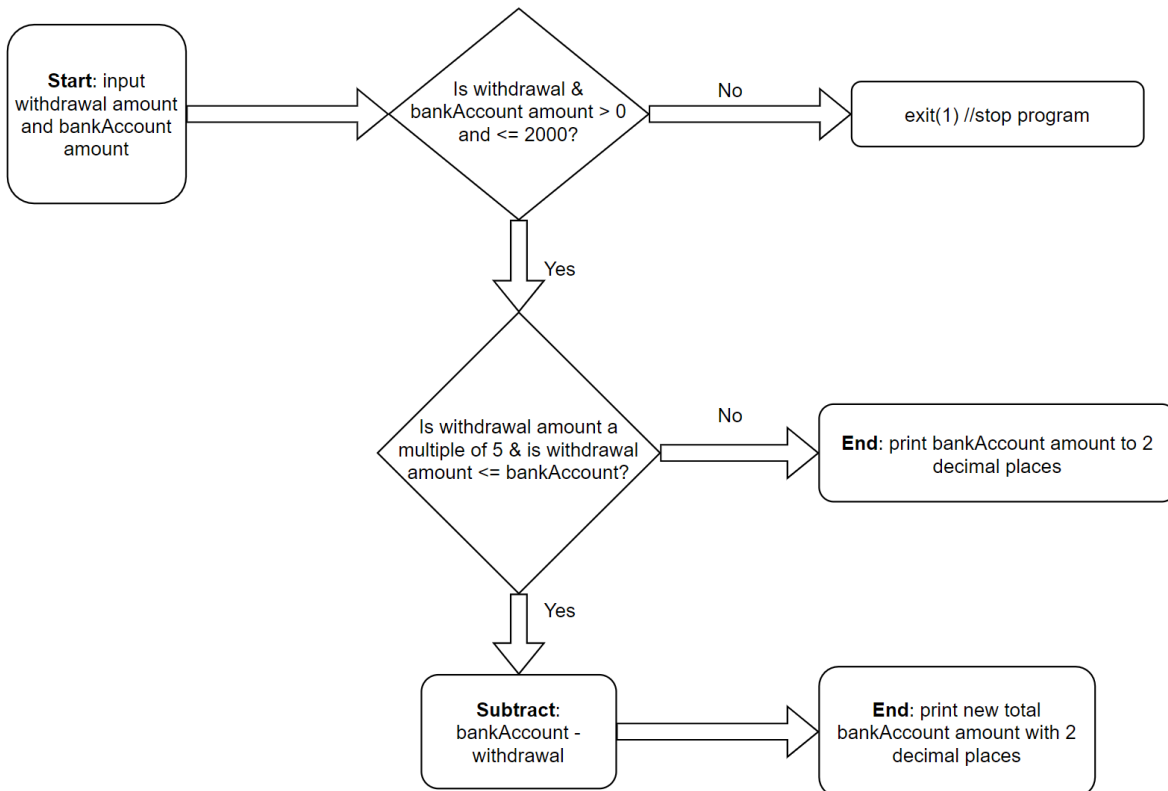 Start: input
withdrawal amount
and bankAccount
amount
Is withdrawal &
bankAccount amount > 0
and <= 2000?
No
exit(1) //stop program
Yes
Is withdrawal amount a
multiple of 5 & is withdrawal
amount <= bankAccount?
No
End: print bankAccount amount to 2
decimal places
Yes
Subtract:
bankAccount -
withdrawal
End: print new total
bankAccount amount with 2
decimal places